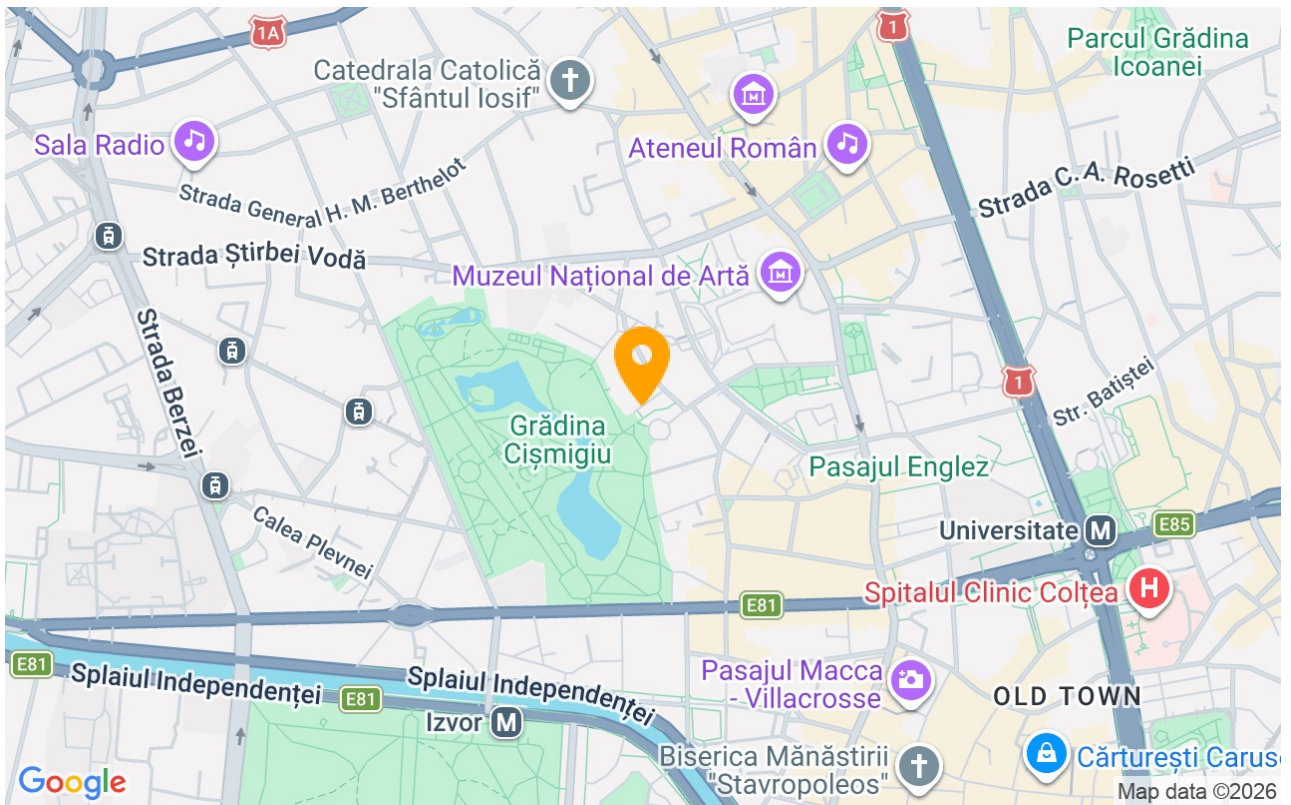 1A
1
Parcul Grădina
Icoanei
Catedrala Catolică
"Sfântul Iosif"
M
Sala Radio
Ateneul Român
Strada General H. M. Berthelot
Strada C. A. Rosetti
Strada Știrbei Vodă
Muzeul Național de Artă
M
Strada Berzei
1
Str. Batiștei
Grădina
Cișmigiu
Pasajul Englez
Calea Plevnei
Universitate M
E85
Spitalul Clinic Colțea H
E81
E81
Splaiul Independenței
E81
Splaiul Independenței
Pasajul Macca
- Villacrosse
OLD TOWN
Izvor M
Biserica Mănăstirii
"Stavropoleos"
Cărturești Caruse
Google
Map data ©2026